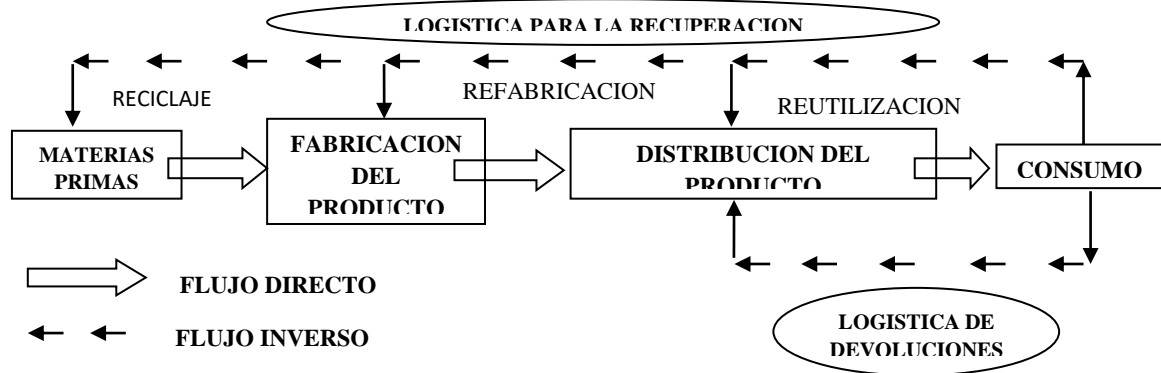 LOGISTICA PARA LA RECUPERACION
RECICLAJE
REFABRICACION
REUTILIZACION
MATERIAS
PRIMAS
FABRICACION
DEL
PRODUCTO
DISTRIBUCION DEL
PRODUCTO
CONSUMO
FLUJO DIRECTO
FLUJO INVERSO
LOGISTICA DE
DEVOLUCIONES